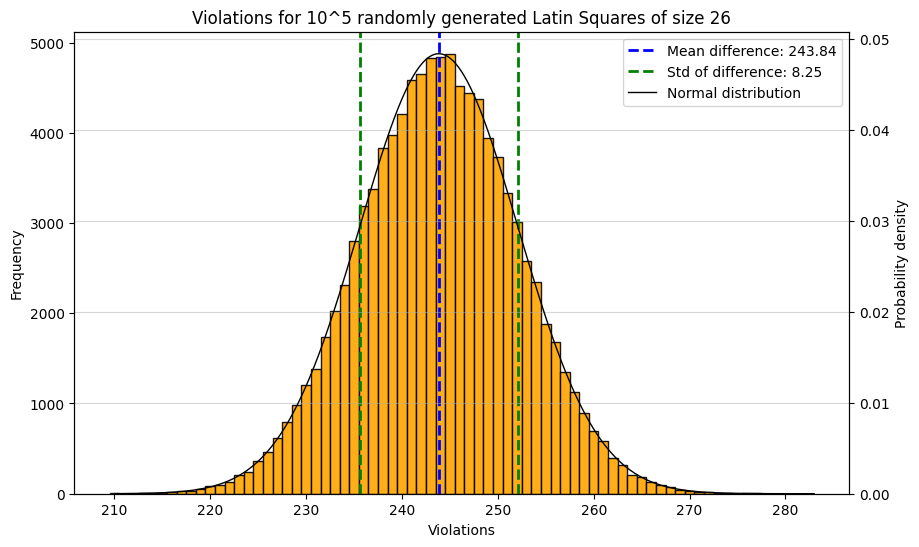 Violations for 10^5 randomly generated Latin Squares of size 26
Mean difference: 243.84
Std of difference: 8.25
Normal distribution
Frequency
5000
4000
3000
2000
1000
0
0.05
0.04
0.03
0.02
0.01
0.00
Probability density
210 220 230 240 250 260 270 280
Violations